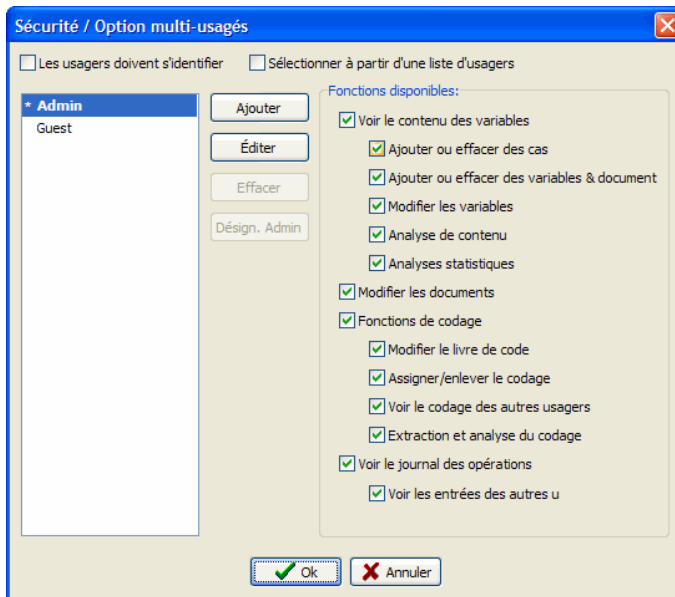 Sécurité / Option multi-usagés
Les usagers doivent s'identifier
Sélectionner à partir d'une liste d'usagers
* Admin
Guest
Ajouter
Éditer
Effacer
Désign. Admin
Fonctions disponibles:
Voir le contenu des variables
Ajouter ou effacer des cas
Ajouter ou effacer des variables & document
Modifier les variables
Analyse de contenu
Analyses statistiques
Modifier les documents
Fonctions de codage
Modifier le livre de code
Assigner/enlever le codage
Voir le codage des autres usagers
Extraction et analyse du codage
Voir le journal des opérations
Voir les entrées des autres u
Ok
Annuler